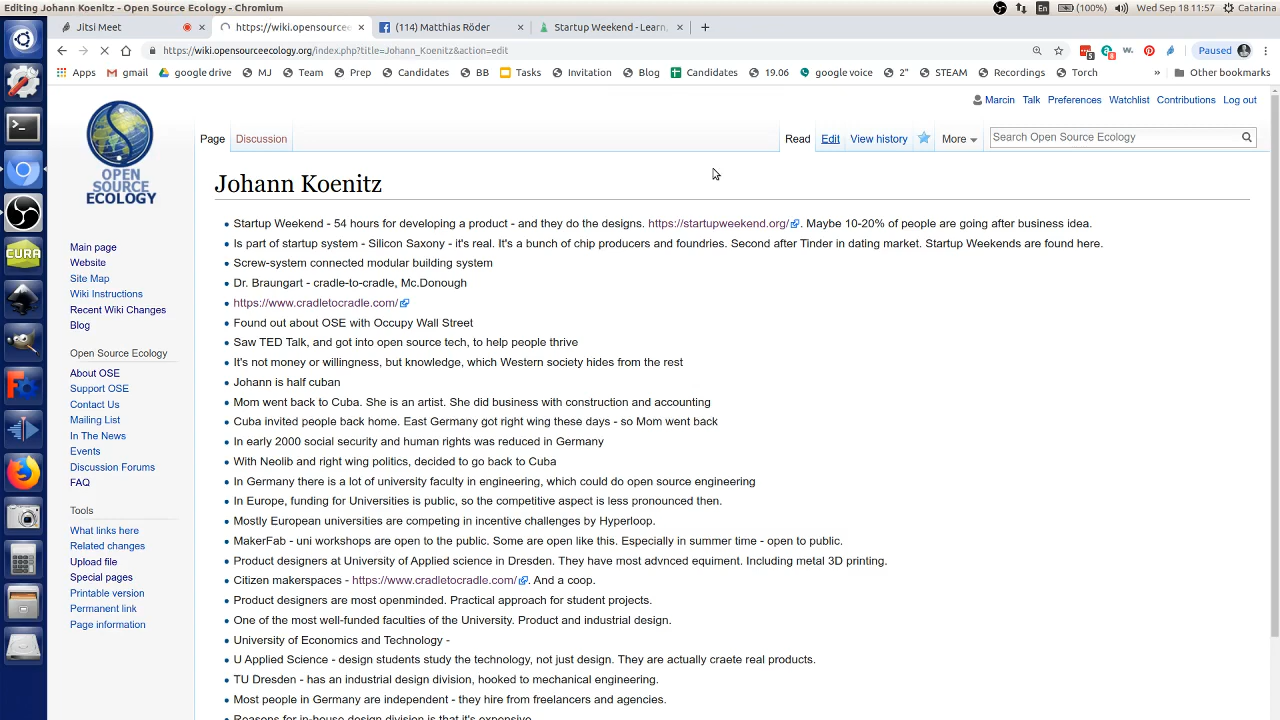 Editing Johann Koenitz - Open Source Ecology - Chromium
En (100%) Wed Sep 18 11:57 Catarina
Jitsi Meet https://wiki.opensource (114) Matthias Röder Startup Weekend - Learn,
https://wiki.opensourceecology.org/index.php?title=Johann_Koenitz&action=edit Paused
Apps gmail google drive MJ Team Prep Candidates BB Tasks Invitation Blog Candidates 19.06 google voice 2" STEAM Recordings Torch » Other bookmarks
Marcin Talk Preferences Watchlist Contributions Log out
Page Discussion Read Edit View history More Search Open Source Ecology
OPEN
SOURCE
ECOLOGY
Main page
Website
Site Map
Wiki Instructions
Recent Wiki Changes
Blog
Open Source Ecology
About OSE
Support OSE
Contact Us
Mailing List
In The News
Events
Discussion Forums
FAQ
Tools
What links here
Related changes
Upload file
Special pages
Printable version
Permanent link
Page information
Johann Koenitz
Startup Weekend - 54 hours for developing a product - and they do the designs. https://startupweekend.org/. Maybe 10-20% of people are going after business idea.
Is part of startup system - Silicon Saxony - it's real. It's a bunch of chip producers and foundries. Second after Tinder in dating market. Startup Weekends are found here.
Screw-system connected modular building system
Dr. Braungart - cradle-to-cradle, Mc.Donough
https://www.cradletocradle.com/
Found out about OSE with Occupy Wall Street
Saw TED Talk, and got into open source tech, to help people thrive
It's not money or willingness, but knowledge, which Western society hides from the rest
Johann is half cuban
Mom went back to Cuba. She is an artist. She did business with construction and accounting
Cuba invited people back home. East Germany got right wing these days - so Mom went back
In early 2000 social security and human rights was reduced in Germany
With Neolib and right wing politics, decided to go back to Cuba
In Germany there is a lot of university faculty in engineering, which could do open source engineering
In Europe, funding for Universities is public, so the competitive aspect is less pronounced then.
Mostly European universities are competing in incentive challenges by Hyperloop.
MakerFab - uni workshops are open to the public. Some are open like this. Especially in summer time - open to public.
Product designers at University of Applied science in Dresden. They have most advnced equiment. Including metal 3D printing.
Citizen makerspaces - https://www.cradletocradle.com/. And a coop.
Product designers are most openminded. Practical approach for student projects.
One of the most well-funded faculties of the University. Product and industrial design.
University of Economics and Technology -
U Applied Science - design students study the technology, not just design. They are actually craete real products.
TU Dresden - has an industrial design division, hooked to mechanical engineering.
Most people in Germany are independent - they hire from freelancers and agencies.
Reasons for in-house design division is that it's expensive
CURA